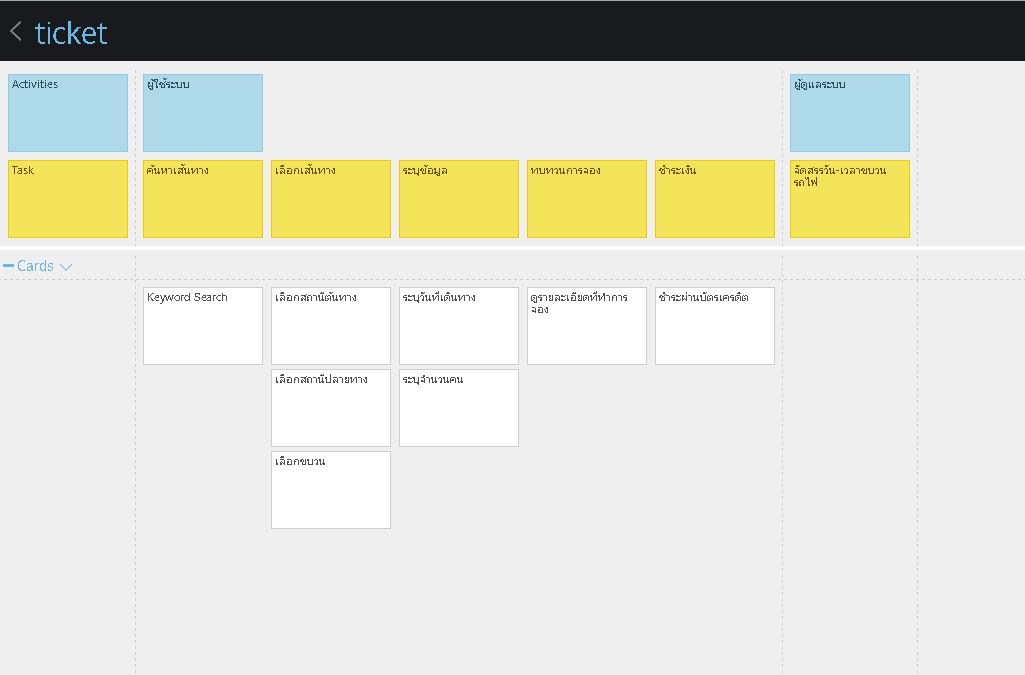 ticket
Activities
ผู้ใช้ระบบ
ผู้ดูแลระบบ
Task
ค้นหาเส้นทาง
เลือกเส้นทาง
ระบุข้อมูล
ทบทวนการจอง
ชำระเงิน
จัดสรรวัน-เวลาขบวน
รถไฟ
Cards
Keyword Search
เลือกสถานีต้นทาง
ระบุวันที่เดินทาง
ดูรายละเอียดที่ทำการ
จอง
ชำระผ่านบัตรเครดิต
เลือกสถานีปลายทาง
ระบุจำนวนคน
เลือกขบวน